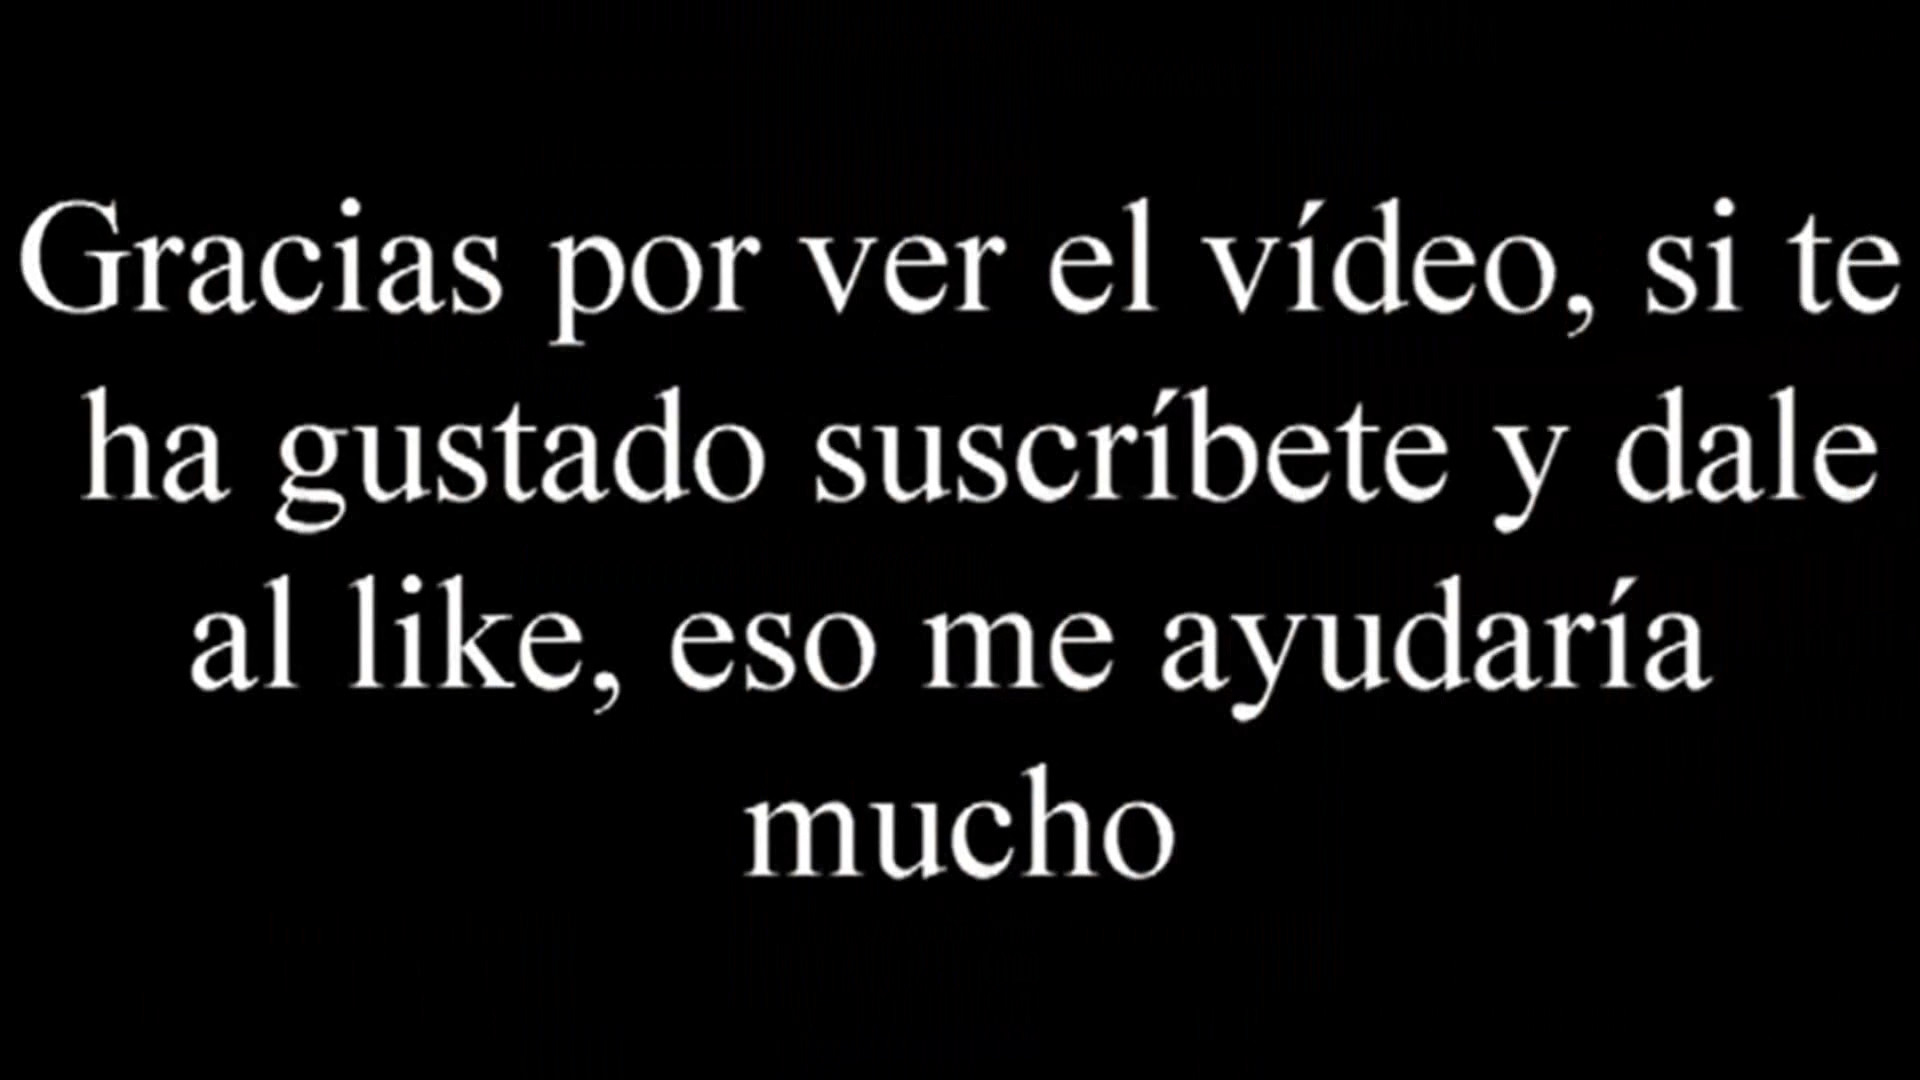 Gracias por ver el vídeo, si te
ha gustado suscríbete y dale
al like, eso me ayudaría
mucho